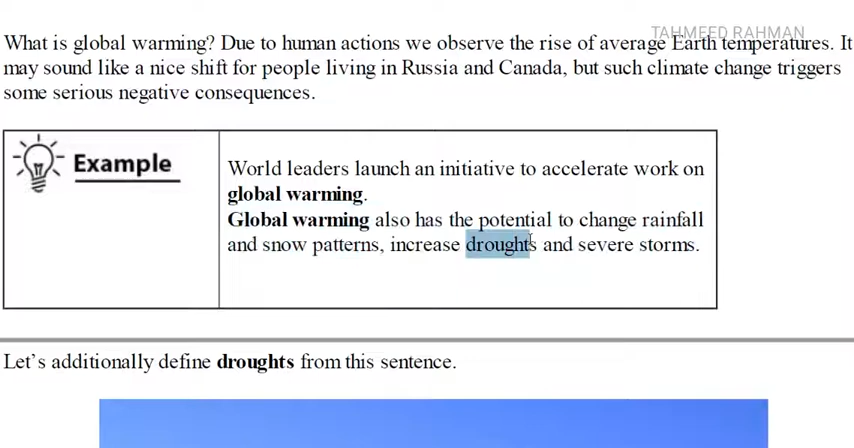 TAHMEED RAHMAN
What is global warming? Due to human actions we observe the rise of average Earth temperatures. It
may sound like a nice shift for people living in Russia and Canada, but such climate change triggers
some serious negative consequences.
Example
World leaders launch an initiative to accelerate work on
global warming.
Global warming also has the potential to change rainfall
and snow patterns, increase droughts and severe storms.
Let's additionally define droughts from this sentence.